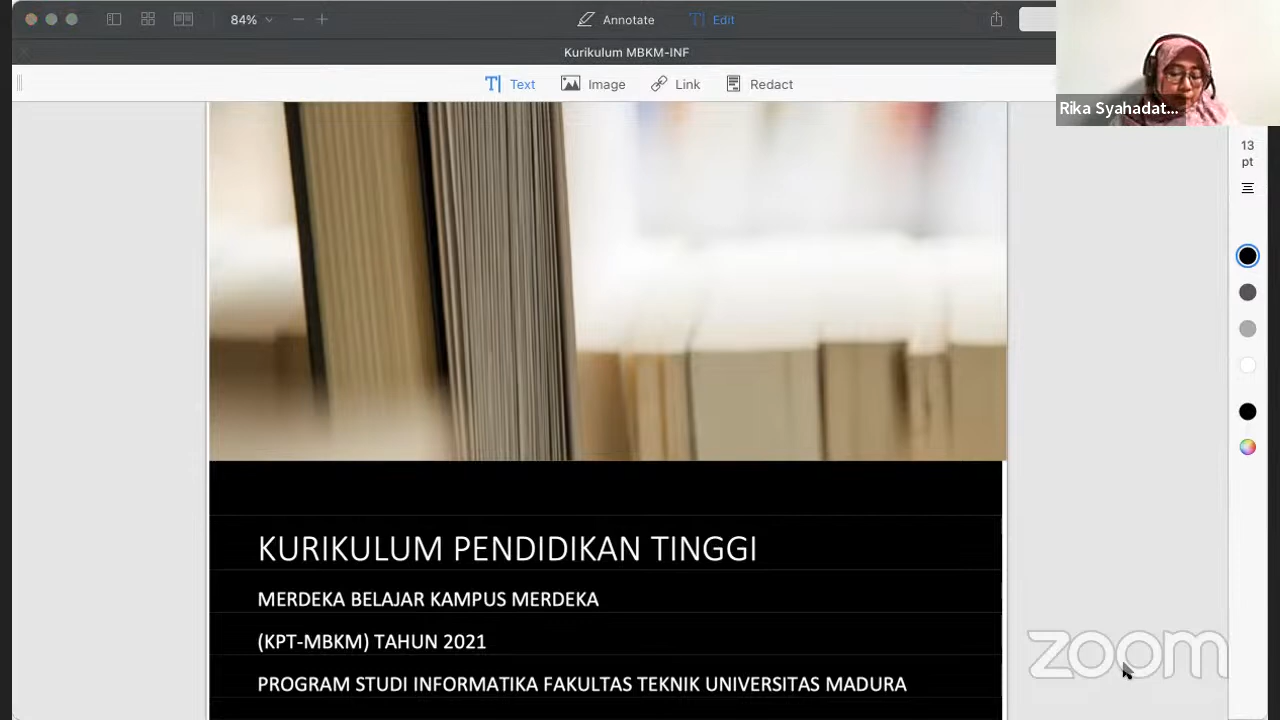 84%
Annotate
Edit
Kurikulum MBKM-INF
Text
Image
Link
Redact
Rika Syahadat...
13
pt
KURIKULUM PENDIDIKAN TINGGI
MERDEKA BELAJAR KAMPUS MERDEKA
(KPT-MBKM) TAHUN 2021
PROGRAM STUDI INFORMATIKA FAKULTAS TEKNIK UNIVERSITAS MADURA
zoom